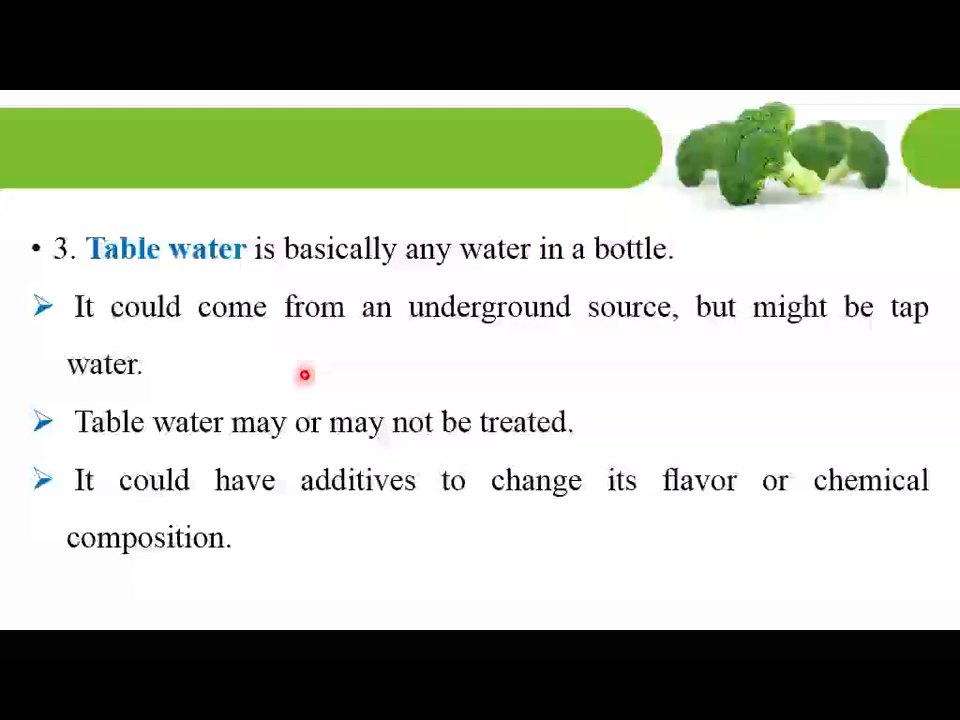 • 3. Table water is basically any water in a bottle.
➢ It could come from an underground source, but might be tap
water.
➢ Table water may or may not be treated.
➢ It could have additives to change its flavor or chemical
composition.